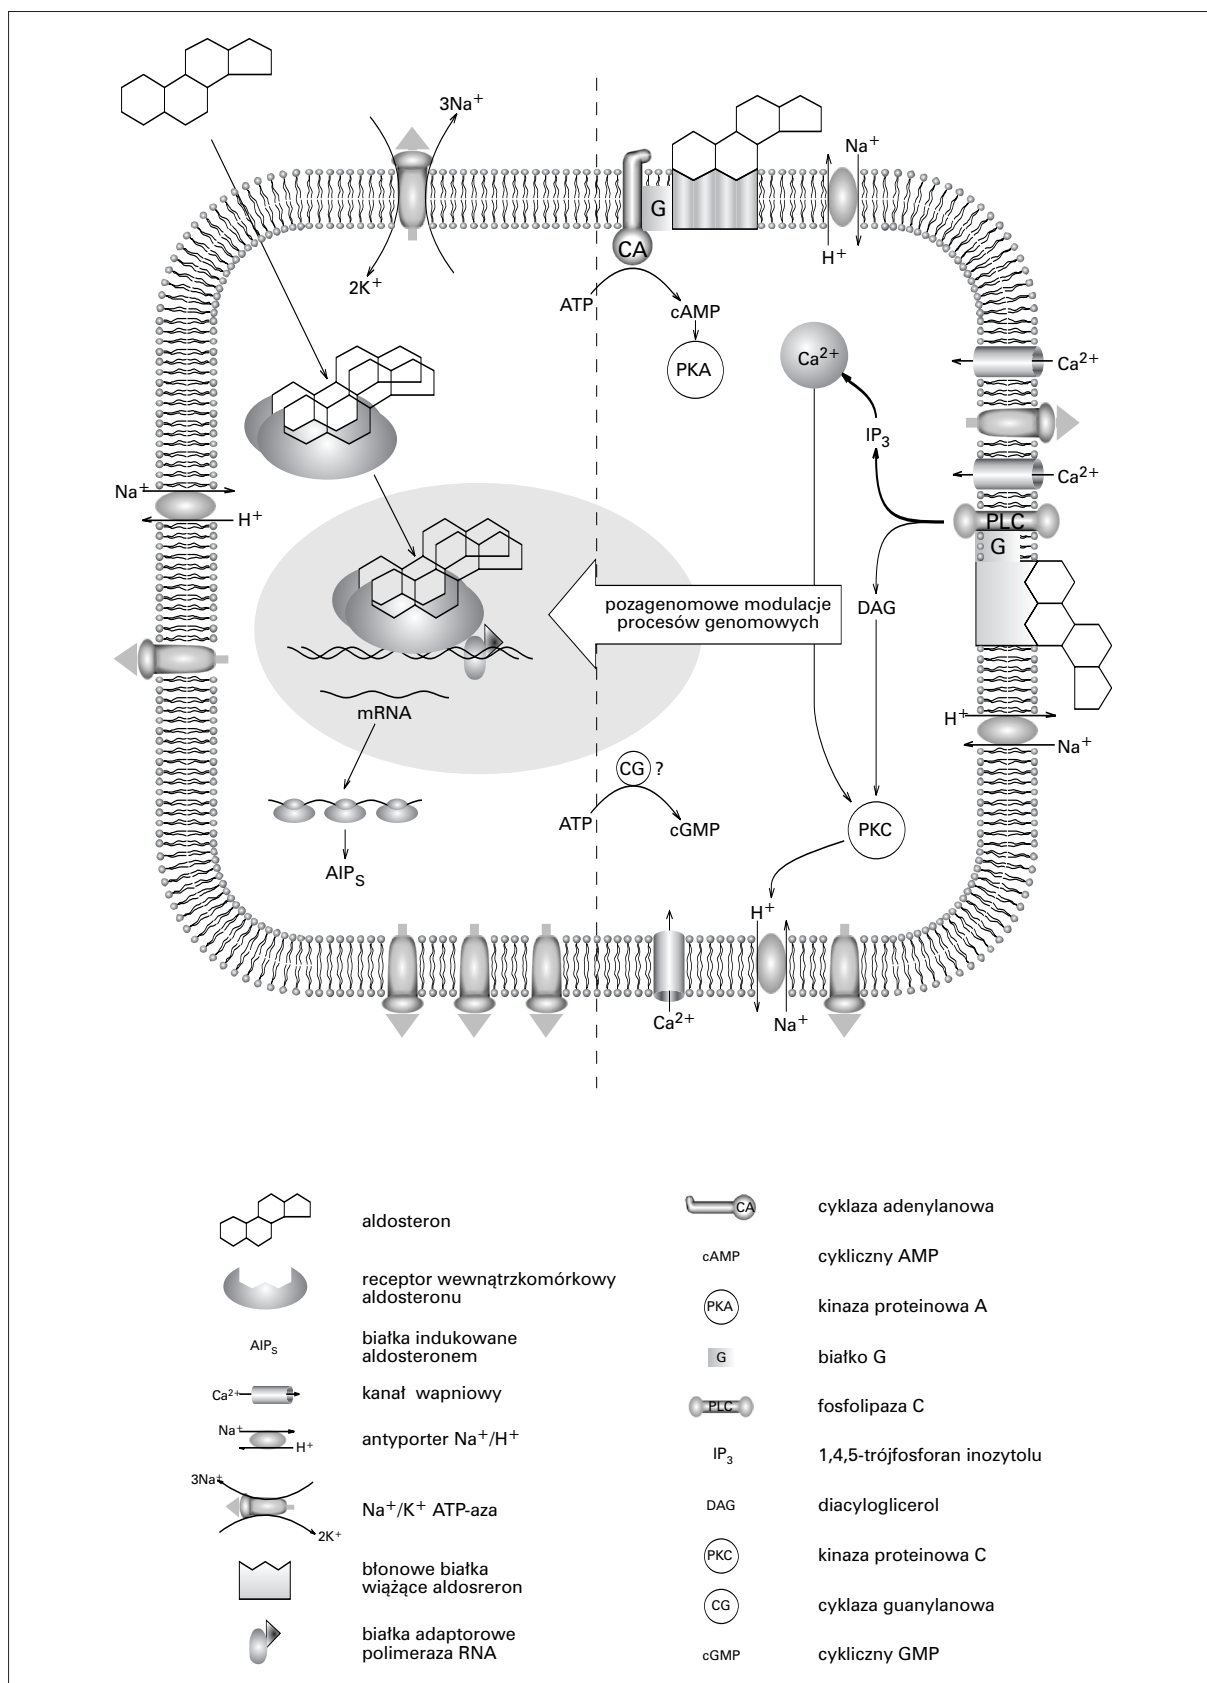 3Na+
Na+
G
CA
H+
2K+
ATP
cAMP
PKA
Ca2+
Ca2+
IP3
Ca2+
Na+
H+
PLC
G
pozagenomowe modulacje
procesów genomowych
DAG
mRNA
H+
Na+
CG ?
ATP
cGMP
PKC
AIPS
H+
Ca2+
Na+
aldosteron
receptor wewnątrzkomórkowy
aldosteronu
AIPS
białka indukowane
aldosteronem
Ca2+
kanał wapniowy
Na+
H+
antyporter Na+/H+
3Na+
2K+
Na+/K+ ATP-aza
błonowe białka
wiążące aldosreron
białka adaptorowe
polimeraza RNA
CA
cyklaza adenylanowa
cAMP
cykliczny AMP
PKA
kinaza proteinowa A
G
białko G
PLC
fosfolipaza C
IP3
1,4,5-trójfosforan inozytolu
DAG
diacyloglicerol
PKC
kinaza proteinowa C
CG
cyklaza guanylanowa
cGMP
cykliczny GMP